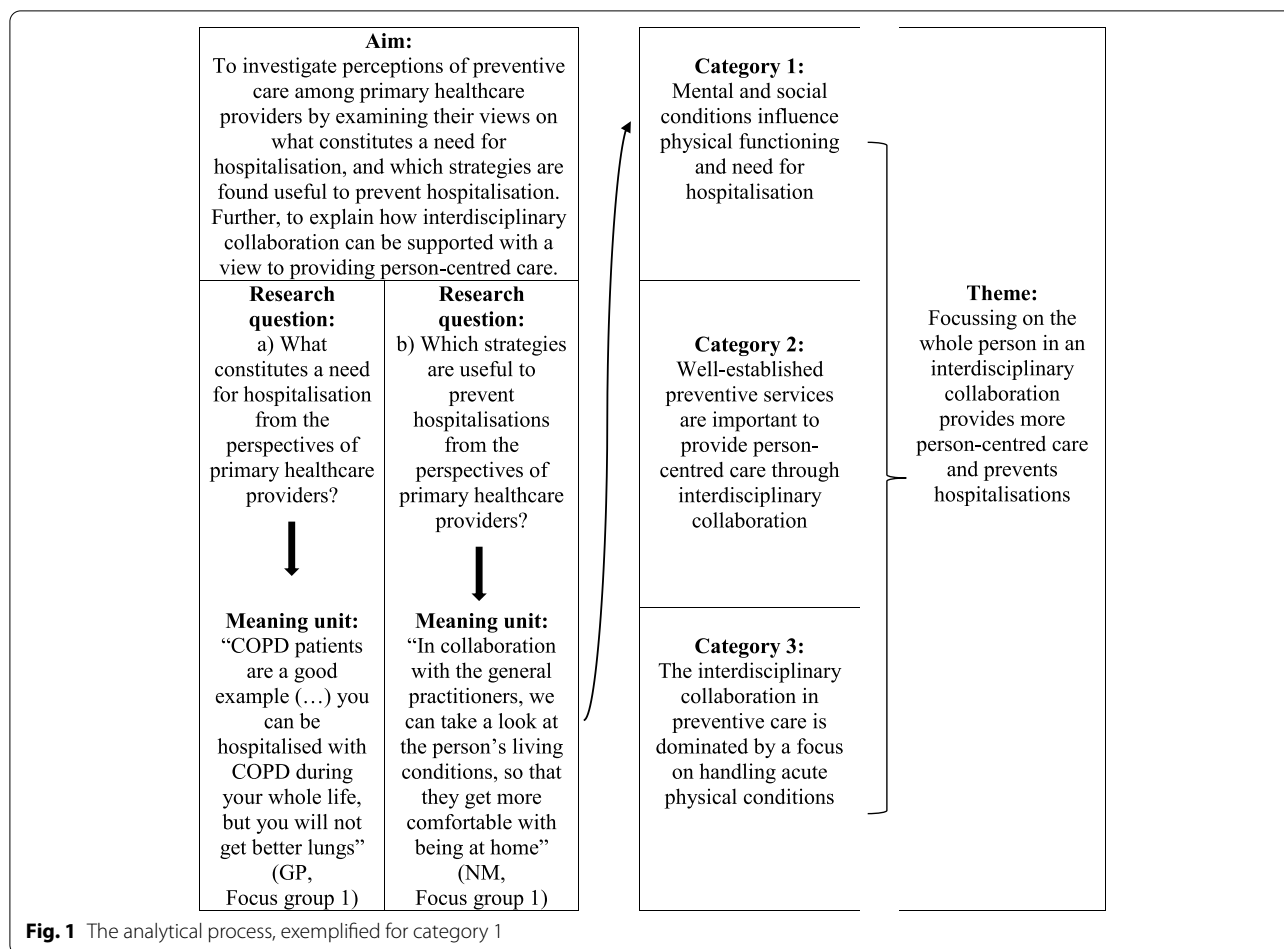 Aim:
To investigate perceptions of preventive
care among primary healthcare
providers by examining their views on
what constitutes a need for
hospitalisation, and which strategies are
found useful to prevent hospitalisation.
Further, to explain how interdisciplinary
collaboration can be supported with a
view to providing person-centred care.
Research
question:
a) What
constitutes a need
for hospitalisation
from the
perspectives of
primary healthcare
providers?
Meaning unit:
“COPD patients
are a good
example (…) you
can be
hospitalised with
COPD during
your whole life,
but you will not
get better lungs”
(GP,
Focus group 1)
Research
question:
b) Which strategies
are useful to
prevent
hospitalisations
from the
perspectives of
primary healthcare
providers?
Meaning unit:
“In collaboration
with the general
practitioners, we
can take a look at
the person’s living
conditions, so that
they get more
comfortable with
being at home”
(NM,
Focus group 1)
Category 1:
Mental and social
conditions influence
physical functioning
and need for
hospitalisation
Category 2:
Well-established
preventive services
are important to
provide person-
centred care through
interdisciplinary
collaboration
Category 3:
The interdisciplinary
collaboration in
preventive care is
dominated by a focus
on handling acute
physical conditions
Theme:
Focussing on the
whole person in an
interdisciplinary
collaboration
provides more
person-centred care
and prevents
hospitalisations
Fig. 1 The analytical process, exemplified for category 1